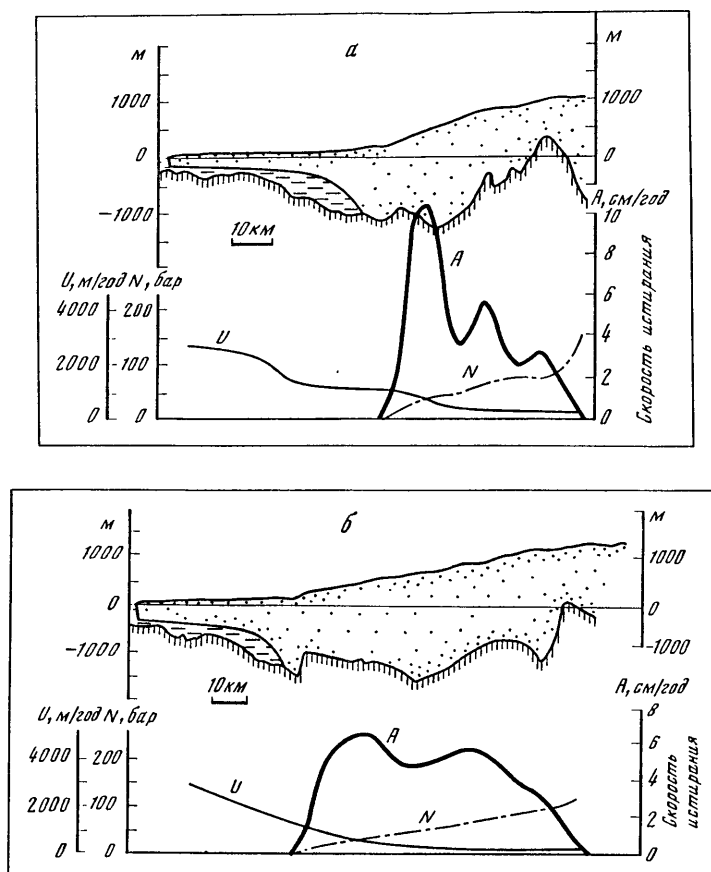 а
м
1000
0
-1000
м
1000
0
10км
А, см/год
10
8
6
4
2
0
Скорость истирания
U, м/год N, бар
4000
2000
0
200
100
0
U
A
N
б
м
1000
0
-1000
м
1000
0
-1000
10км
А, см/год
8
6
4
2
0
Скорость
истирания
U, м/год N, бар
4000
2000
0
200
100
0
U
A
N